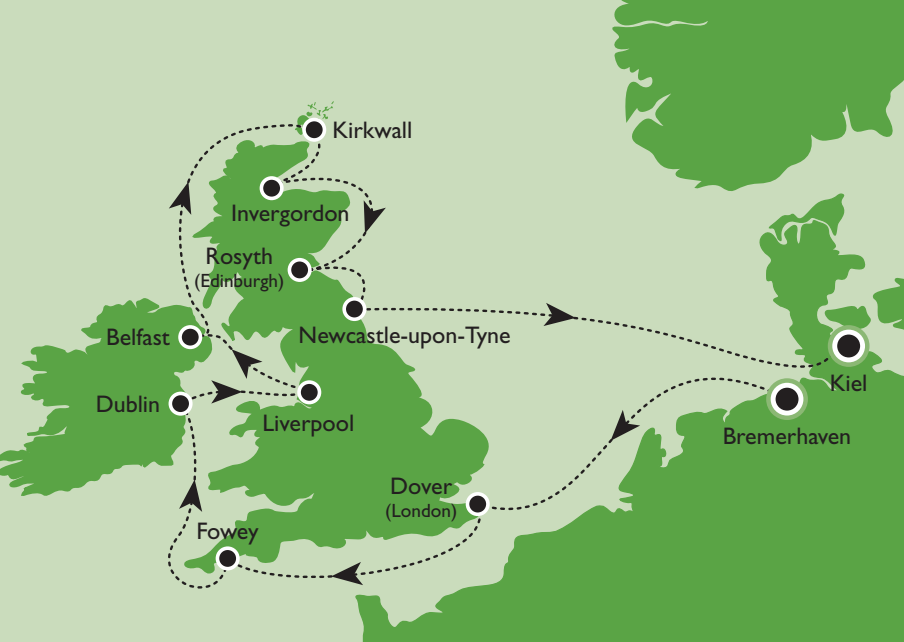 Kirkwall
Invergordon
Rosyth
(Edinburgh)
Newcastle-upon-Tyne
Belfast
Kiel
Dublin
Liverpool
Bremerhaven
Dover
(London)
Fowey